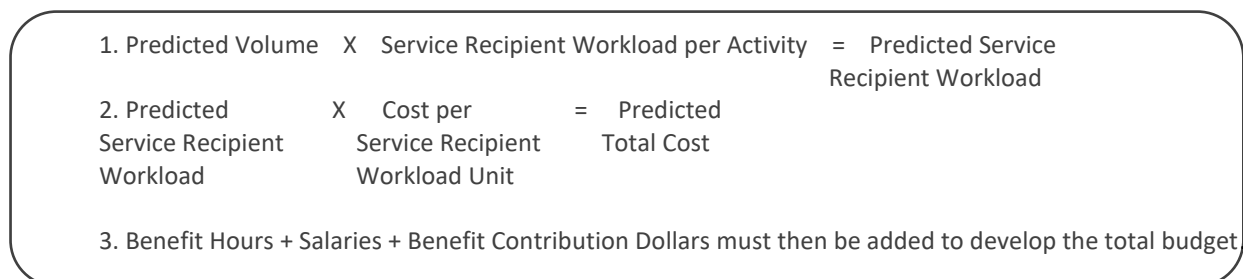 1. Predicted Volume X Service Recipient Workload per Activity = Predicted Service
Recipient Workload
2. Predicted X Cost per = Predicted
Service Recipient Service Recipient Total Cost
Workload Workload Unit
3. Benefit Hours + Salaries + Benefit Contribution Dollars must then be added to develop the total budget.